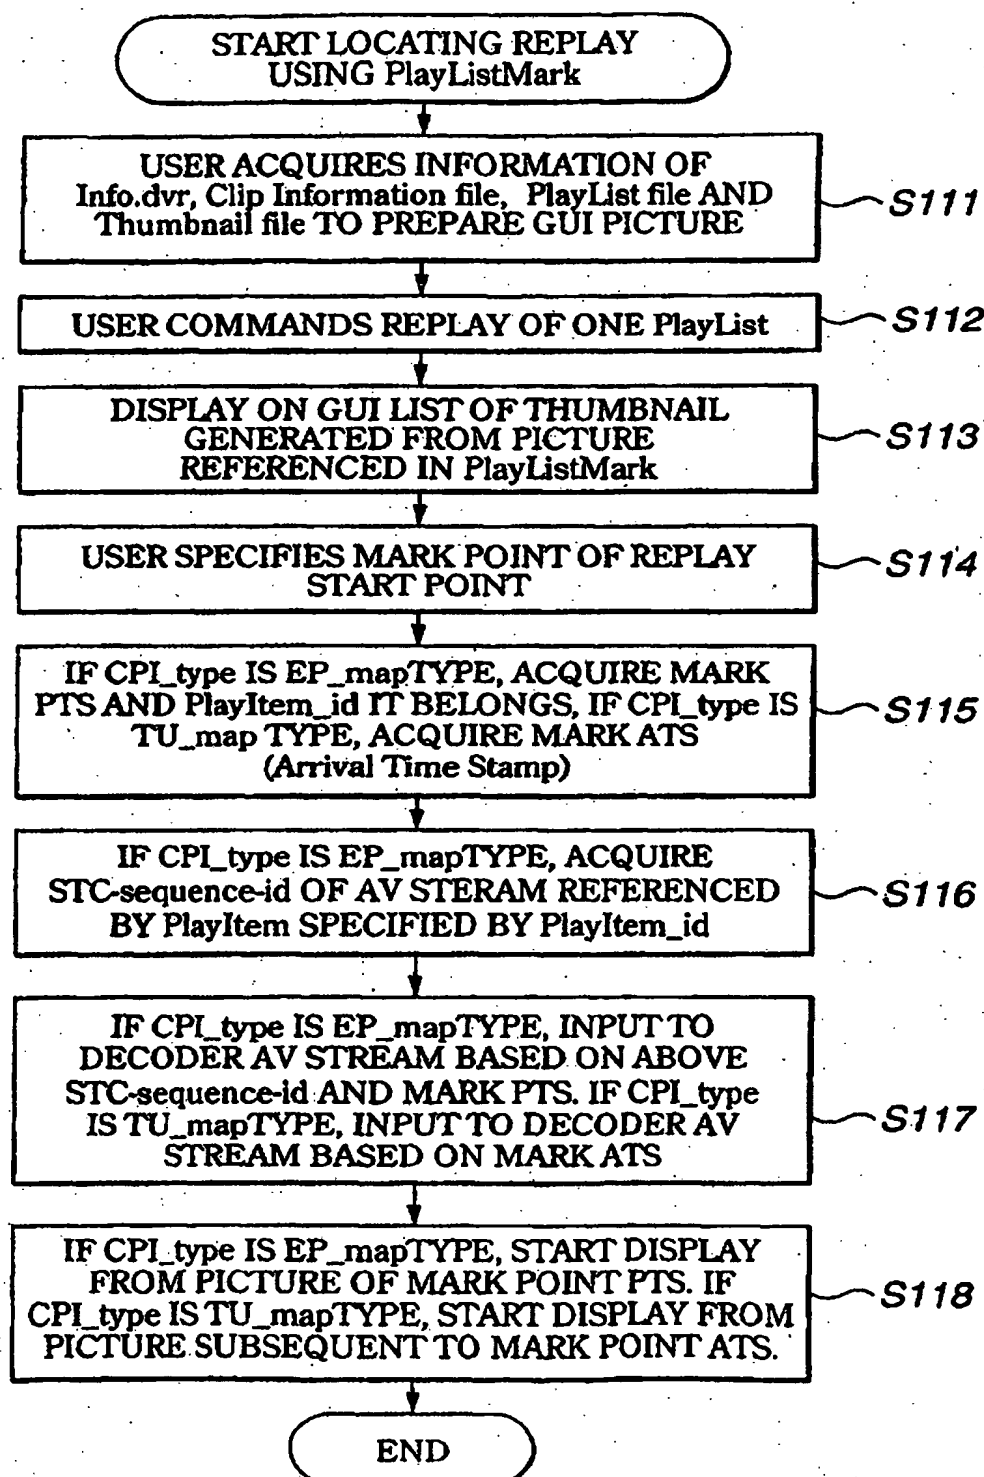 START LOCATING REPLAY
USING PlayListMark
USER ACQUIRES INFORMATION OF
Info.dvr, Clip Information file, PlayList file AND
Thumbnail file TO PREPARE GUI PICTURE
S111
USER COMMANDS REPLAY OF ONE PlayList
S112
DISPLAY ON GUI LIST OF THUMBNAIL
GENERATED FROM PICTURE
REFERENCED IN PlayListMark
S113
USER SPECIFIES MARK POINT OF REPLAY
START POINT
S114
IF CPI_type IS EP_mapTYPE, ACQUIRE MARK
PTS AND PlayItem_id IT BELONGS, IF CPI_type IS
TU_map TYPE, ACQUIRE MARK ATS
(Arrival Time Stamp)
S115
IF CPI_type IS EP_mapTYPE, ACQUIRE
STC-sequence-id OF AV STERAM REFERENCED
BY PlayItem SPECIFIED BY PlayItem_id
S116
IF CPI_type IS EP_mapTYPE, INPUT TO
DECODER AV STREAM BASED ON ABOVE
STC-sequence-id AND MARK PTS. IF CPI_type
IS TU_mapTYPE, INPUT TO DECODER AV
STREAM BASED ON MARK ATS
S117
IF CPI_type IS EP_mapTYPE, START DISPLAY
FROM PICTURE OF MARK POINT PTS. IF
CPI_type IS TU_mapTYPE, START DISPLAY FROM
PICTURE SUBSEQUENT TO MARK POINT ATS.
S118
END